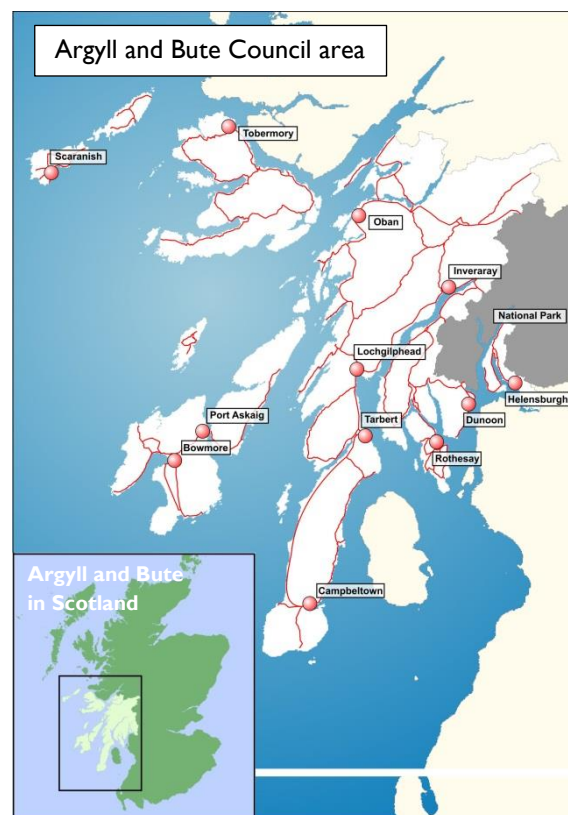 Argyll and Bute Council area
Tobermory
Scaranish
Oban
Inveraray
National Park
Lochgilphead
Helensburgh
Port Askaig
Tarbert
Dunoon
Bowmore
Rothesay
Campbeltown
Argyll and Bute
in Scotland